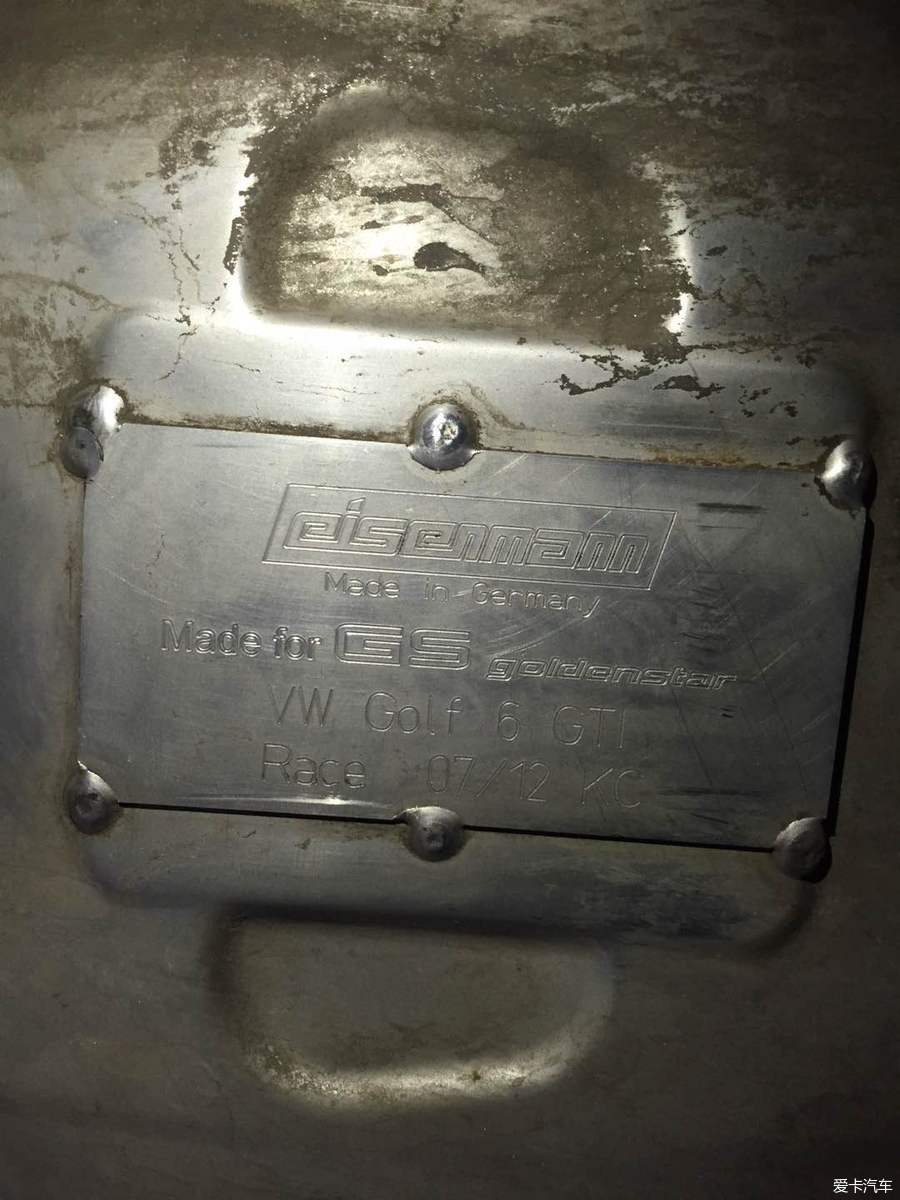 eisenmann
Made in Germany
Made for GS goldenstar
VW Golf 6 GTI
Race 07/12 KC
爱卡汽车